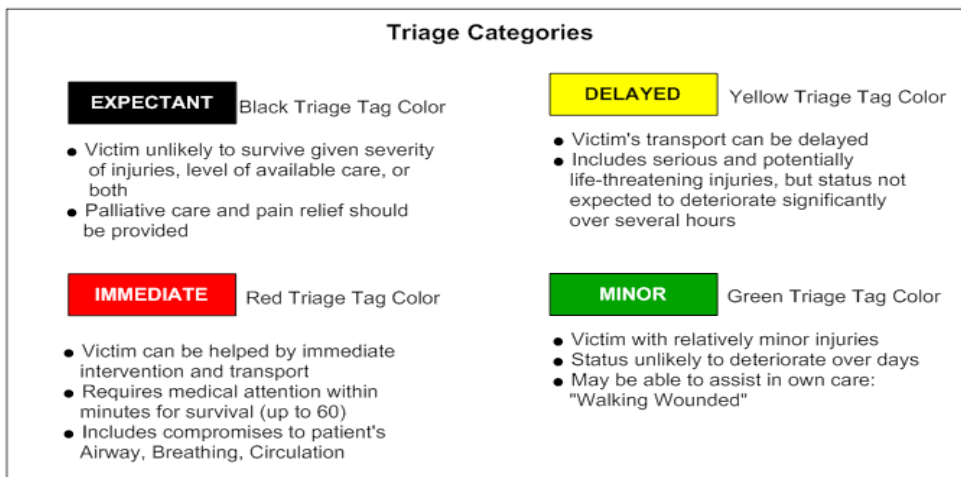 Triage Categories
EXPECTANT Black Triage Tag Color
● Victim unlikely to survive given severity
of injuries, level of available care, or
both
● Palliative care and pain relief should
be provided
DELAYED Yellow Triage Tag Color
● Victim's transport can be delayed
● Includes serious and potentially
life-threatening injuries, but status not
expected to deteriorate significantly
over several hours
IMMEDIATE Red Triage Tag Color
● Victim can be helped by immediate
intervention and transport
● Requires medical attention within
minutes for survival (up to 60)
● Includes compromises to patient's
Airway, Breathing, Circulation
MINOR Green Triage Tag Color
● Victim with relatively minor injuries
● Status unlikely to deteriorate over days
● May be able to assist in own care:
"Walking Wounded"